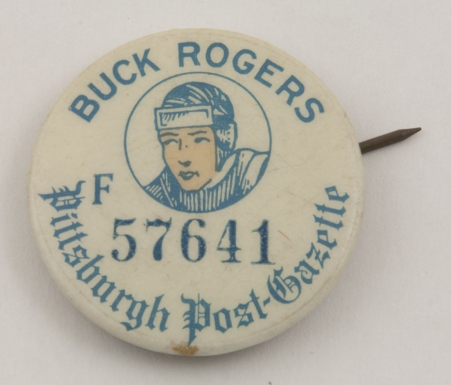 BUCK ROGERS
F
57641
Pittsburgh Post-Gazette